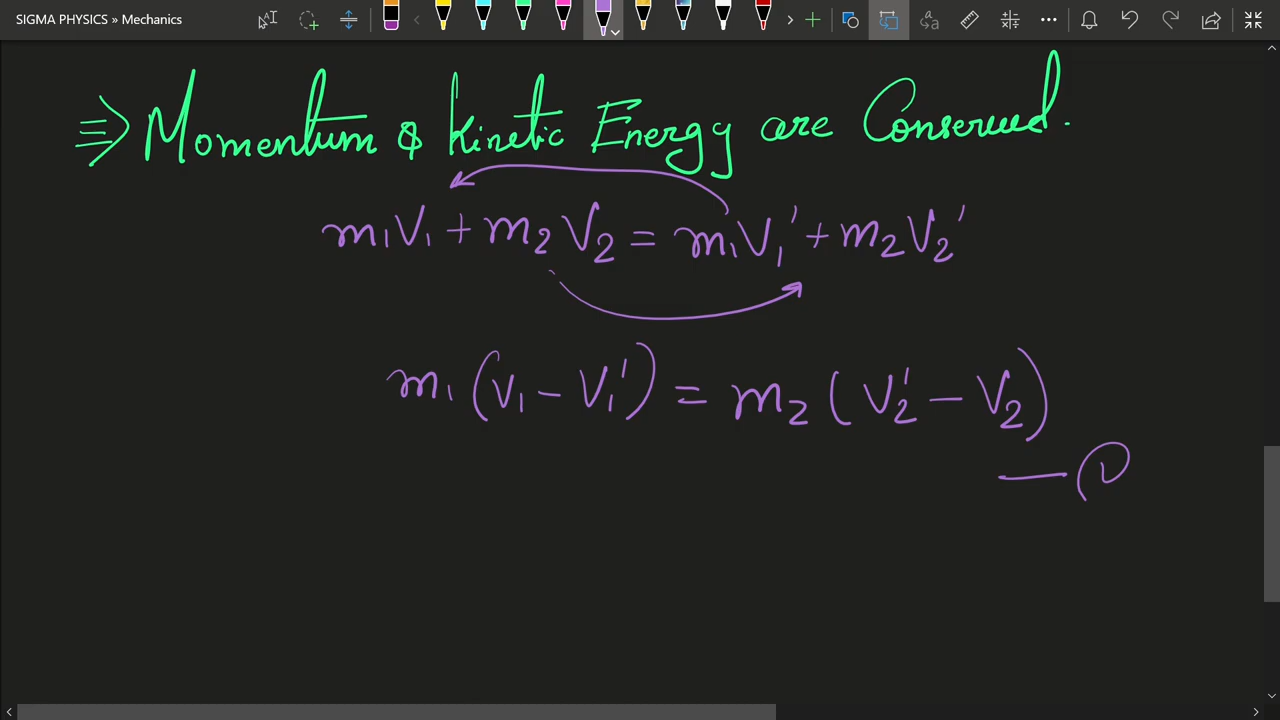 SIGMA PHYSICS » Mechanics
⇒ Momentum & Kinetic Energy are Conserved.
m₁V₁ + m₂V₂ = m₁V₁' + m₂V₂'
m₁(V₁ − V₁') = m₂(V₂' − V₂)
— ①